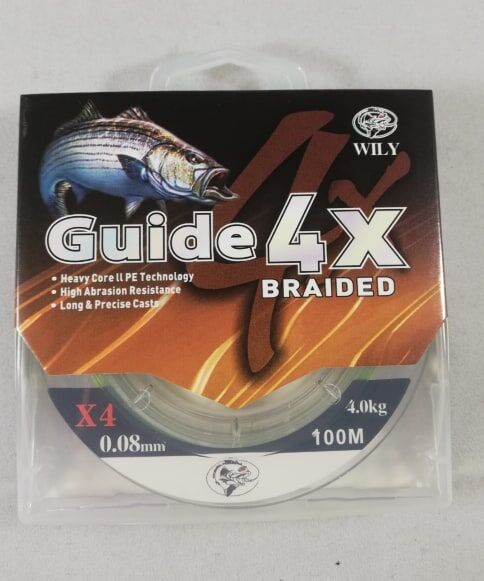 WILY
Guide 4X
BRAIDED
• Heavy Core ll PE Technology
• High Abrasion Resistance
• Long & Precise Casts
X4
0.08mm
4.0kg
100M